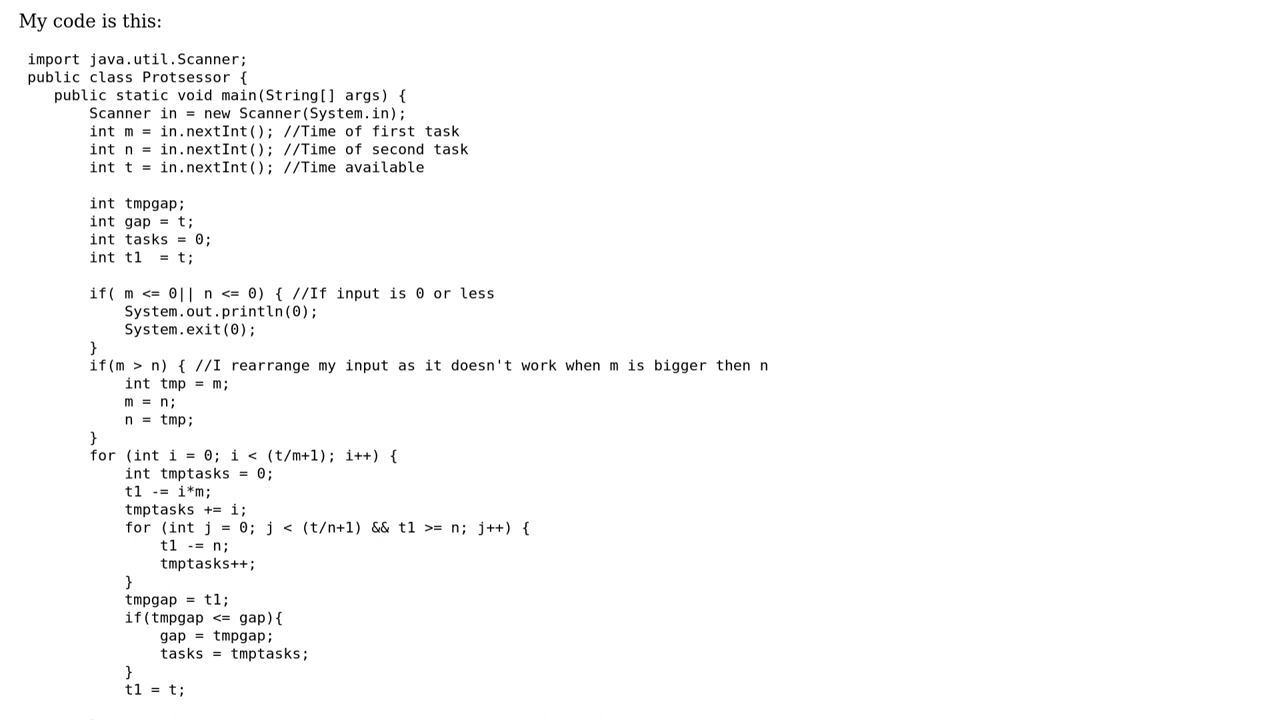 My code is this:
import java.util.Scanner;
public class Protsessor {
   public static void main(String[] args) {
       Scanner in = new Scanner(System.in);
       int m = in.nextInt(); //Time of first task
       int n = in.nextInt(); //Time of second task
       int t = in.nextInt(); //Time available

       int tmpgap;
       int gap = t;
       int tasks = 0;
       int t1  = t;

       if( m <= 0|| n <= 0) { //If input is 0 or less
           System.out.println(0);
           System.exit(0);
       }
       if(m > n) { //I rearrange my input as it doesn't work when m is bigger then n
           int tmp = m;
           m = n;
           n = tmp;
       }
       for (int i = 0; i < (t/m+1); i++) {
           int tmptasks = 0;
           t1 -= i*m;
           tmptasks += i;
           for (int j = 0; j < (t/n+1) && t1 >= n; j++) {
               t1 -= n;
               tmptasks++;
           }
           tmpgap = t1;
           if(tmpgap <= gap){
               gap = tmpgap;
               tasks = tmptasks;
           }
           t1 = t;